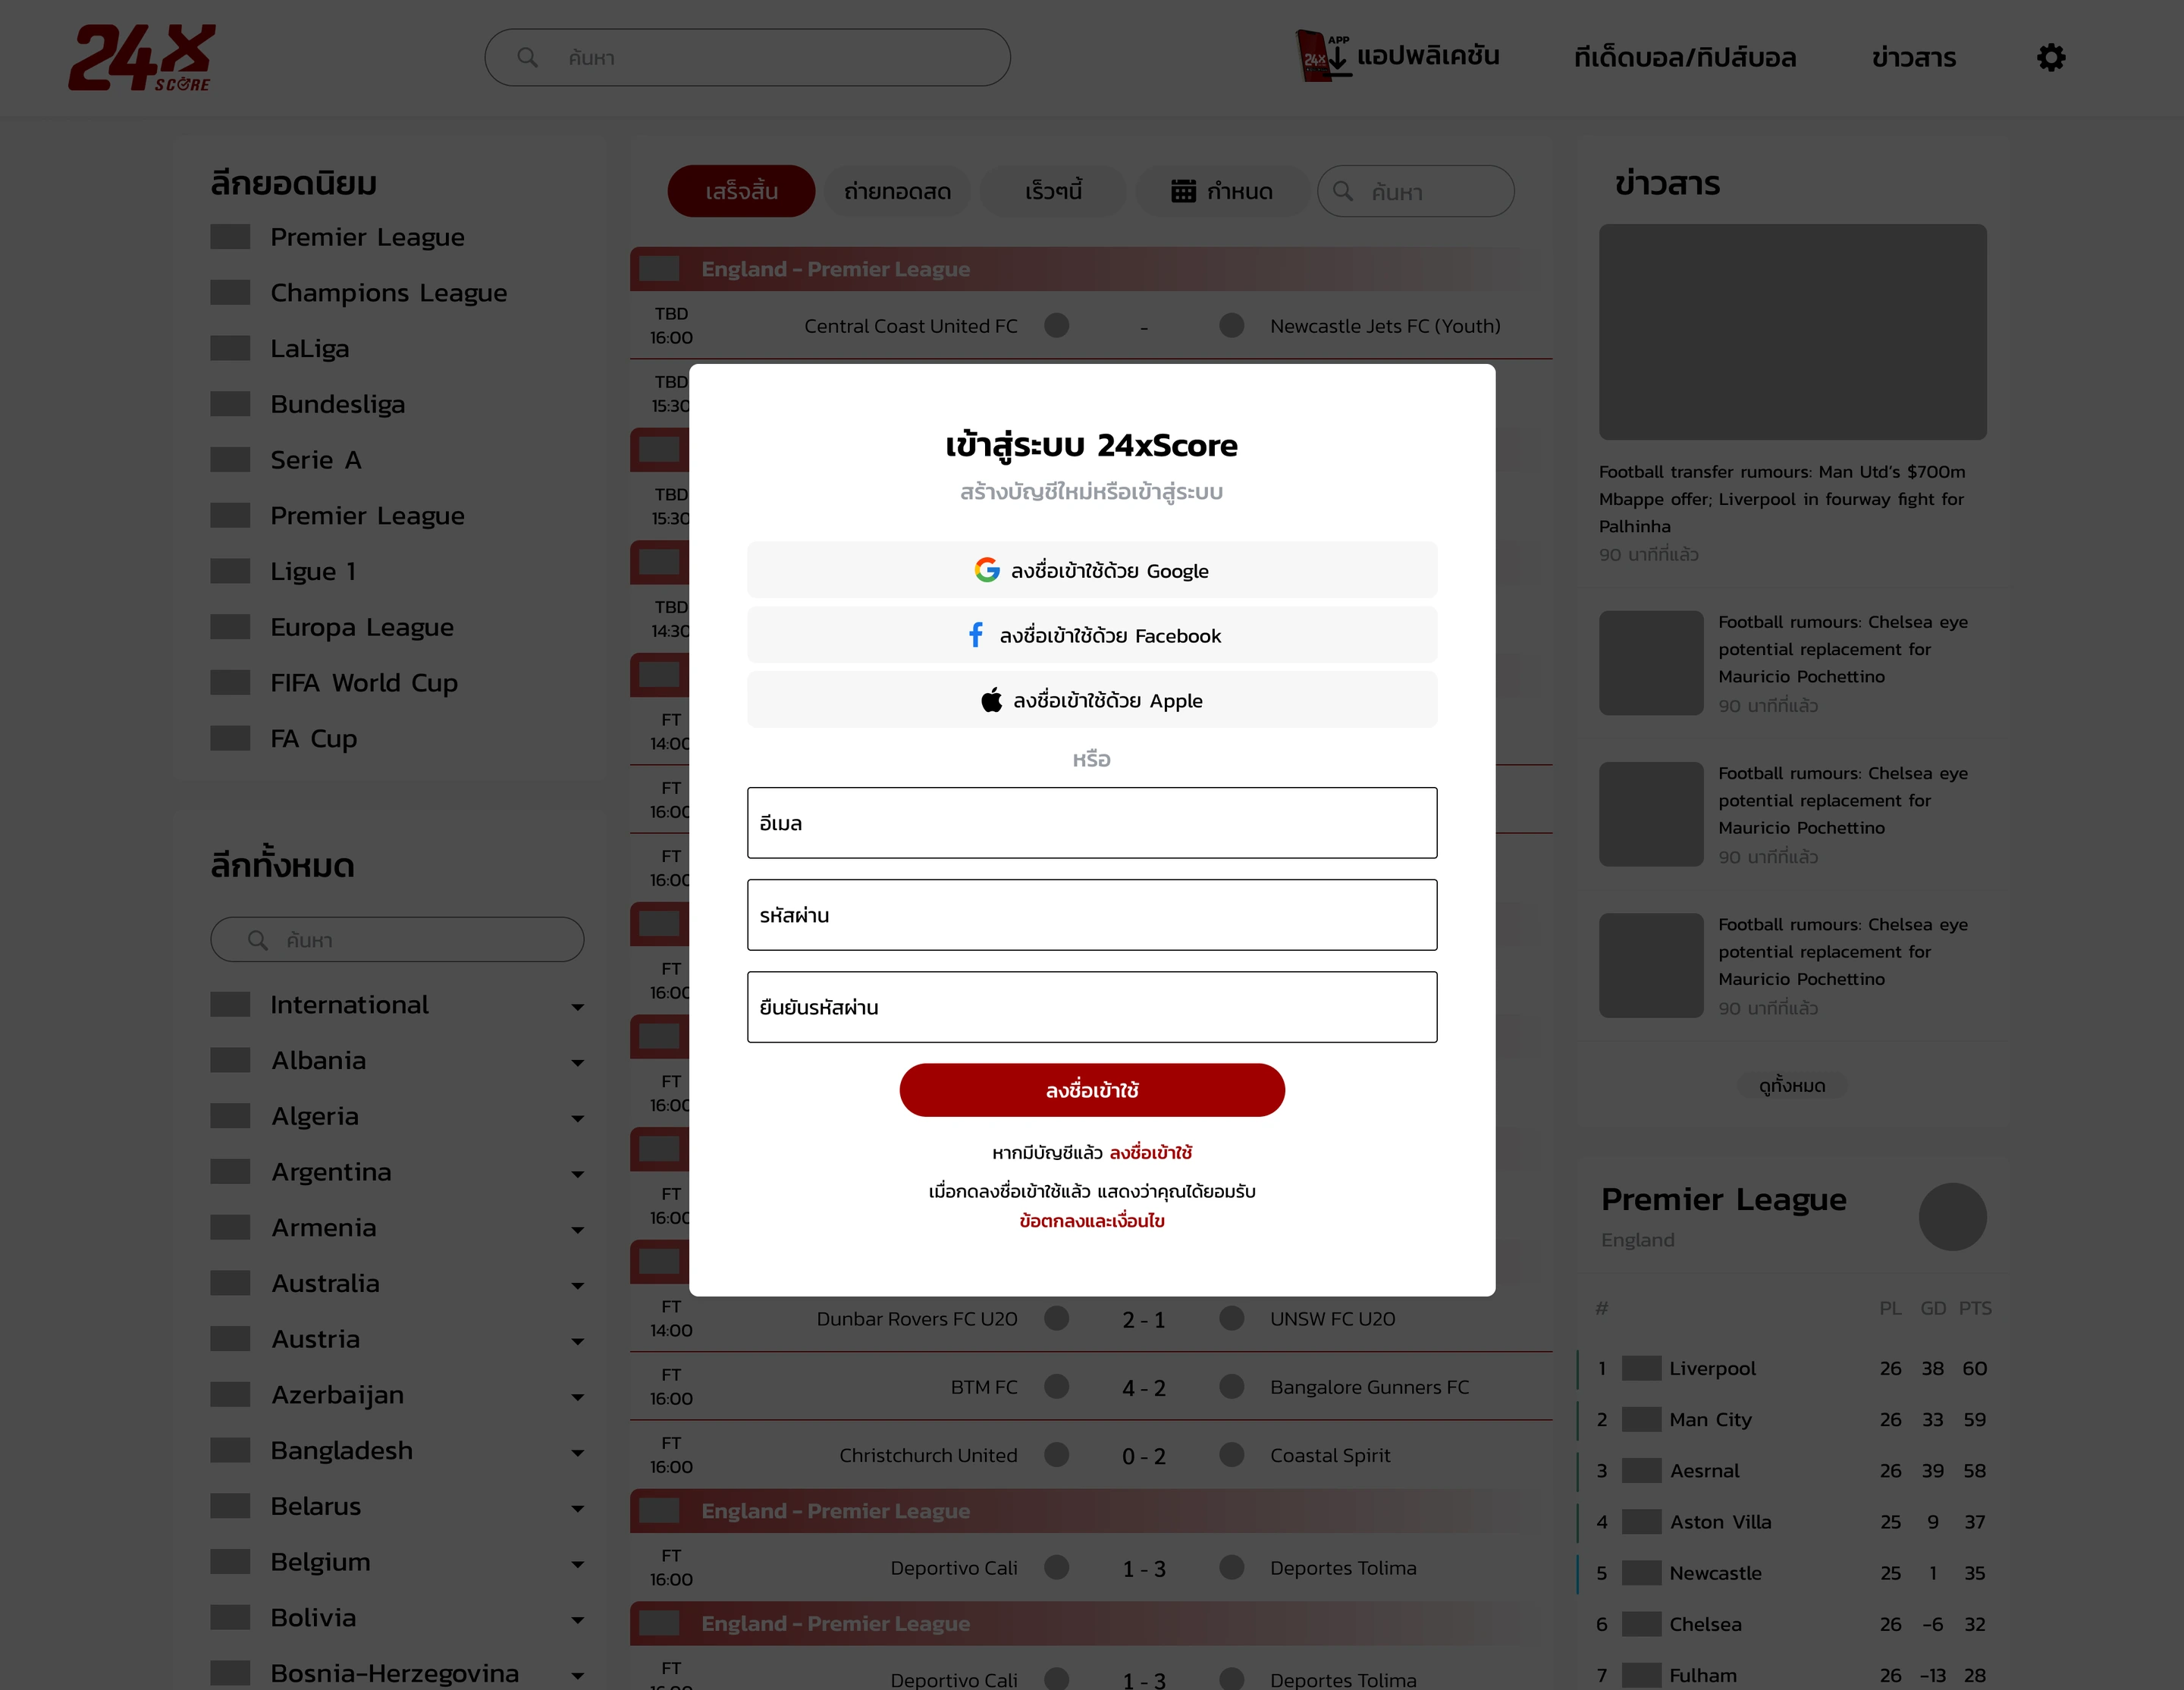 24X
SCORE
ค้นหา
APP
24X
แอปพลิเคชัน
ทีเด็ดบอล/ทิปส์บอล
ข่าวสาร
ลีกยอดนิยม
Premier League
Champions League
LaLiga
Bundesliga
Serie A
Premier League
Ligue 1
Europa League
FIFA World Cup
FA Cup
ลีกทั้งหมด
ค้นหา
International
Albania
Algeria
Argentina
Armenia
Australia
Austria
Azerbaijan
Bangladesh
Belarus
Belgium
Bolivia
Bosnia-Herzegovina
เสร็จสิ้น
ถ่ายทอดสด
เร็วๆนี้
กำหนด
ค้นหา
England - Premier League
TBD
16:00
Central Coast United FC - Newcastle Jets FC (Youth)
TBD
15:30
TBD
15:30
TBD
14:30
FT
14:00
FT
16:00
FT
16:00
FT
16:00
FT
16:00
FT
16:00
เข้าสู่ระบบ 24xScore
สร้างบัญชีใหม่หรือเข้าสู่ระบบ
ลงชื่อเข้าใช้ด้วย Google
ลงชื่อเข้าใช้ด้วย Facebook
ลงชื่อเข้าใช้ด้วย Apple
หรือ
อีเมล
รหัสผ่าน
ยืนยันรหัสผ่าน
ลงชื่อเข้าใช้
หากมีบัญชีแล้ว ลงชื่อเข้าใช้
เมื่อกดลงชื่อเข้าใช้แล้ว แสดงว่าคุณได้ยอมรับ
ข้อตกลงและเงื่อนไข
FT
14:00
Dunbar Rovers FC U20 2 - 1 UNSW FC U20
FT
16:00
BTM FC 4 - 2 Bangalore Gunners FC
FT
16:00
Christchurch United 0 - 2 Coastal Spirit
England - Premier League
FT
16:00
Deportivo Cali 1 - 3 Deportes Tolima
England - Premier League
FT
Deportivo Cali 1 - 3 Deportes Tolima
ข่าวสาร
Football transfer rumours: Man Utd's $700m
Mbappe offer; Liverpool in fourway fight for
Palhinha
90 นาทีที่แล้ว
Football rumours: Chelsea eye
potential replacement for
Mauricio Pochettino
90 นาทีที่แล้ว
Football rumours: Chelsea eye
potential replacement for
Mauricio Pochettino
90 นาทีที่แล้ว
Football rumours: Chelsea eye
potential replacement for
Mauricio Pochettino
90 นาทีที่แล้ว
ดูทั้งหมด
Premier League
England
# PL GD PTS
1 Liverpool 26 38 60
2 Man City 26 33 59
3 Aesrnal 26 39 58
4 Aston Villa 25 9 37
5 Newcastle 25 1 35
6 Chelsea 26 -6 32
7 Fulham 26 -13 28